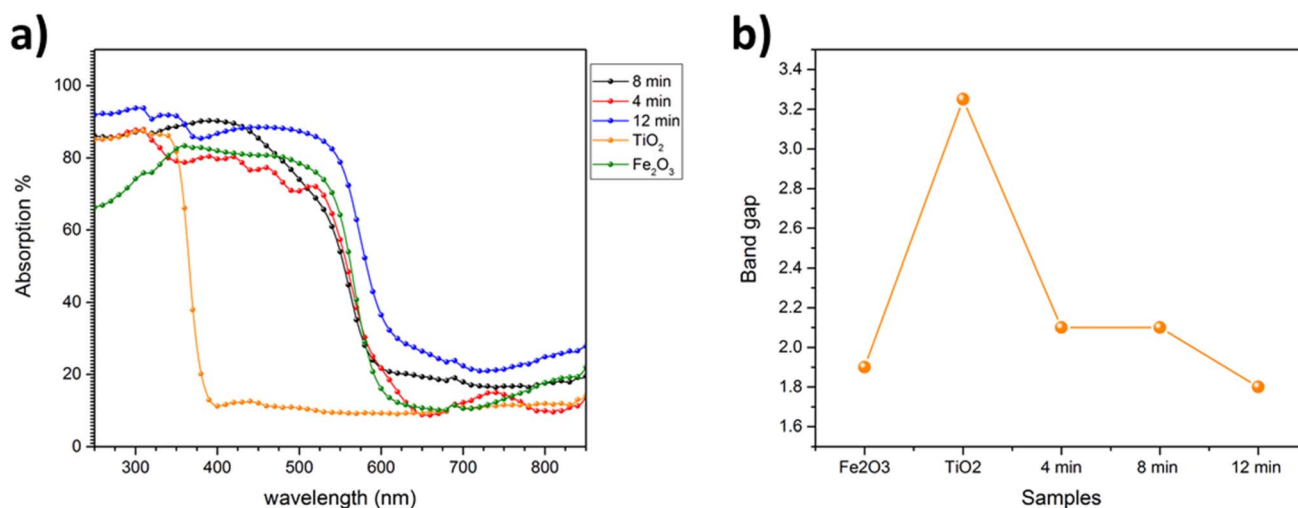 a)
100
80
60
40
20
0
Absorption %
300 400 500 600 700 800
wavelength (nm)
8 min
4 min
12 min
TiO₂
Fe₂O₃
b)
3.4
3.2
3.0
2.8
2.6
2.4
2.2
2.0
1.8
1.6
Band gap
Fe2O3 TiO2 4 min 8 min 12 min
Samples